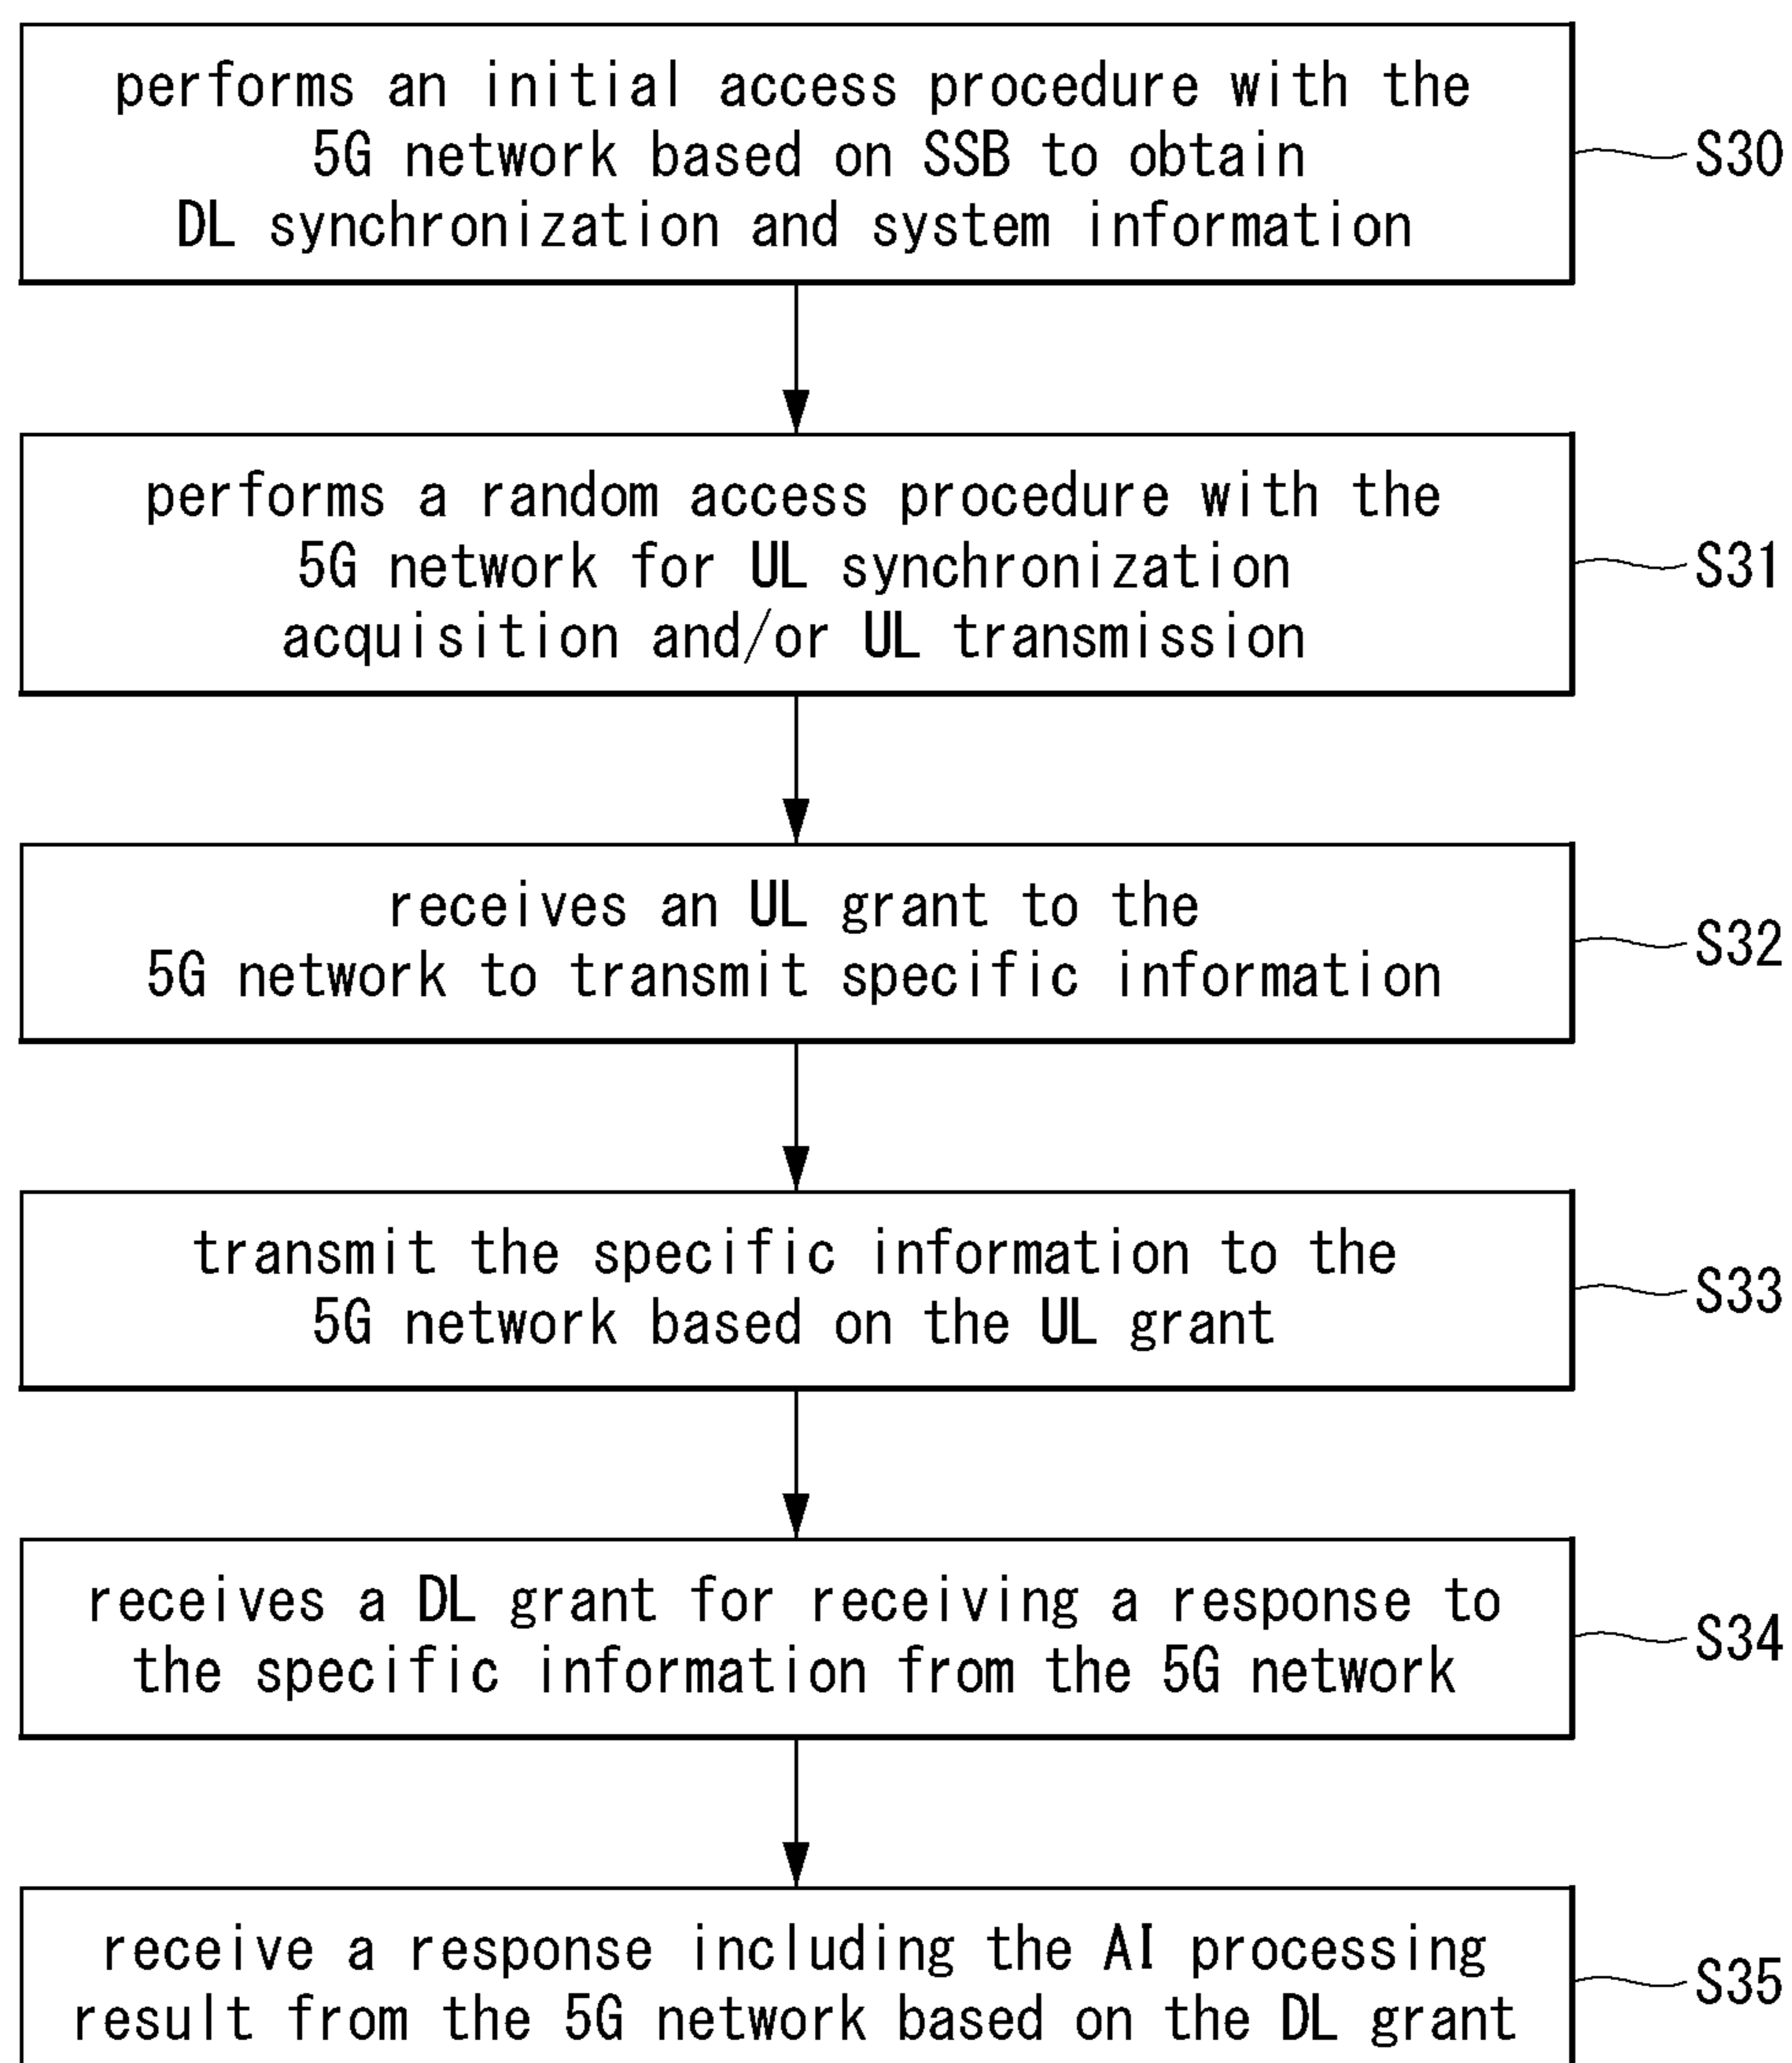 performs an initial access procedure with the
5G network based on SSB to obtain
DL synchronization and system information
S30
performs a random access procedure with the
5G network for UL synchronization
acquisition and/or UL transmission
S31
receives an UL grant to the
5G network to transmit specific information
S32
transmit the specific information to the
5G network based on the UL grant
S33
receives a DL grant for receiving a response to
the specific information from the 5G network
S34
receive a response including the AI processing
result from the 5G network based on the DL grant
S35